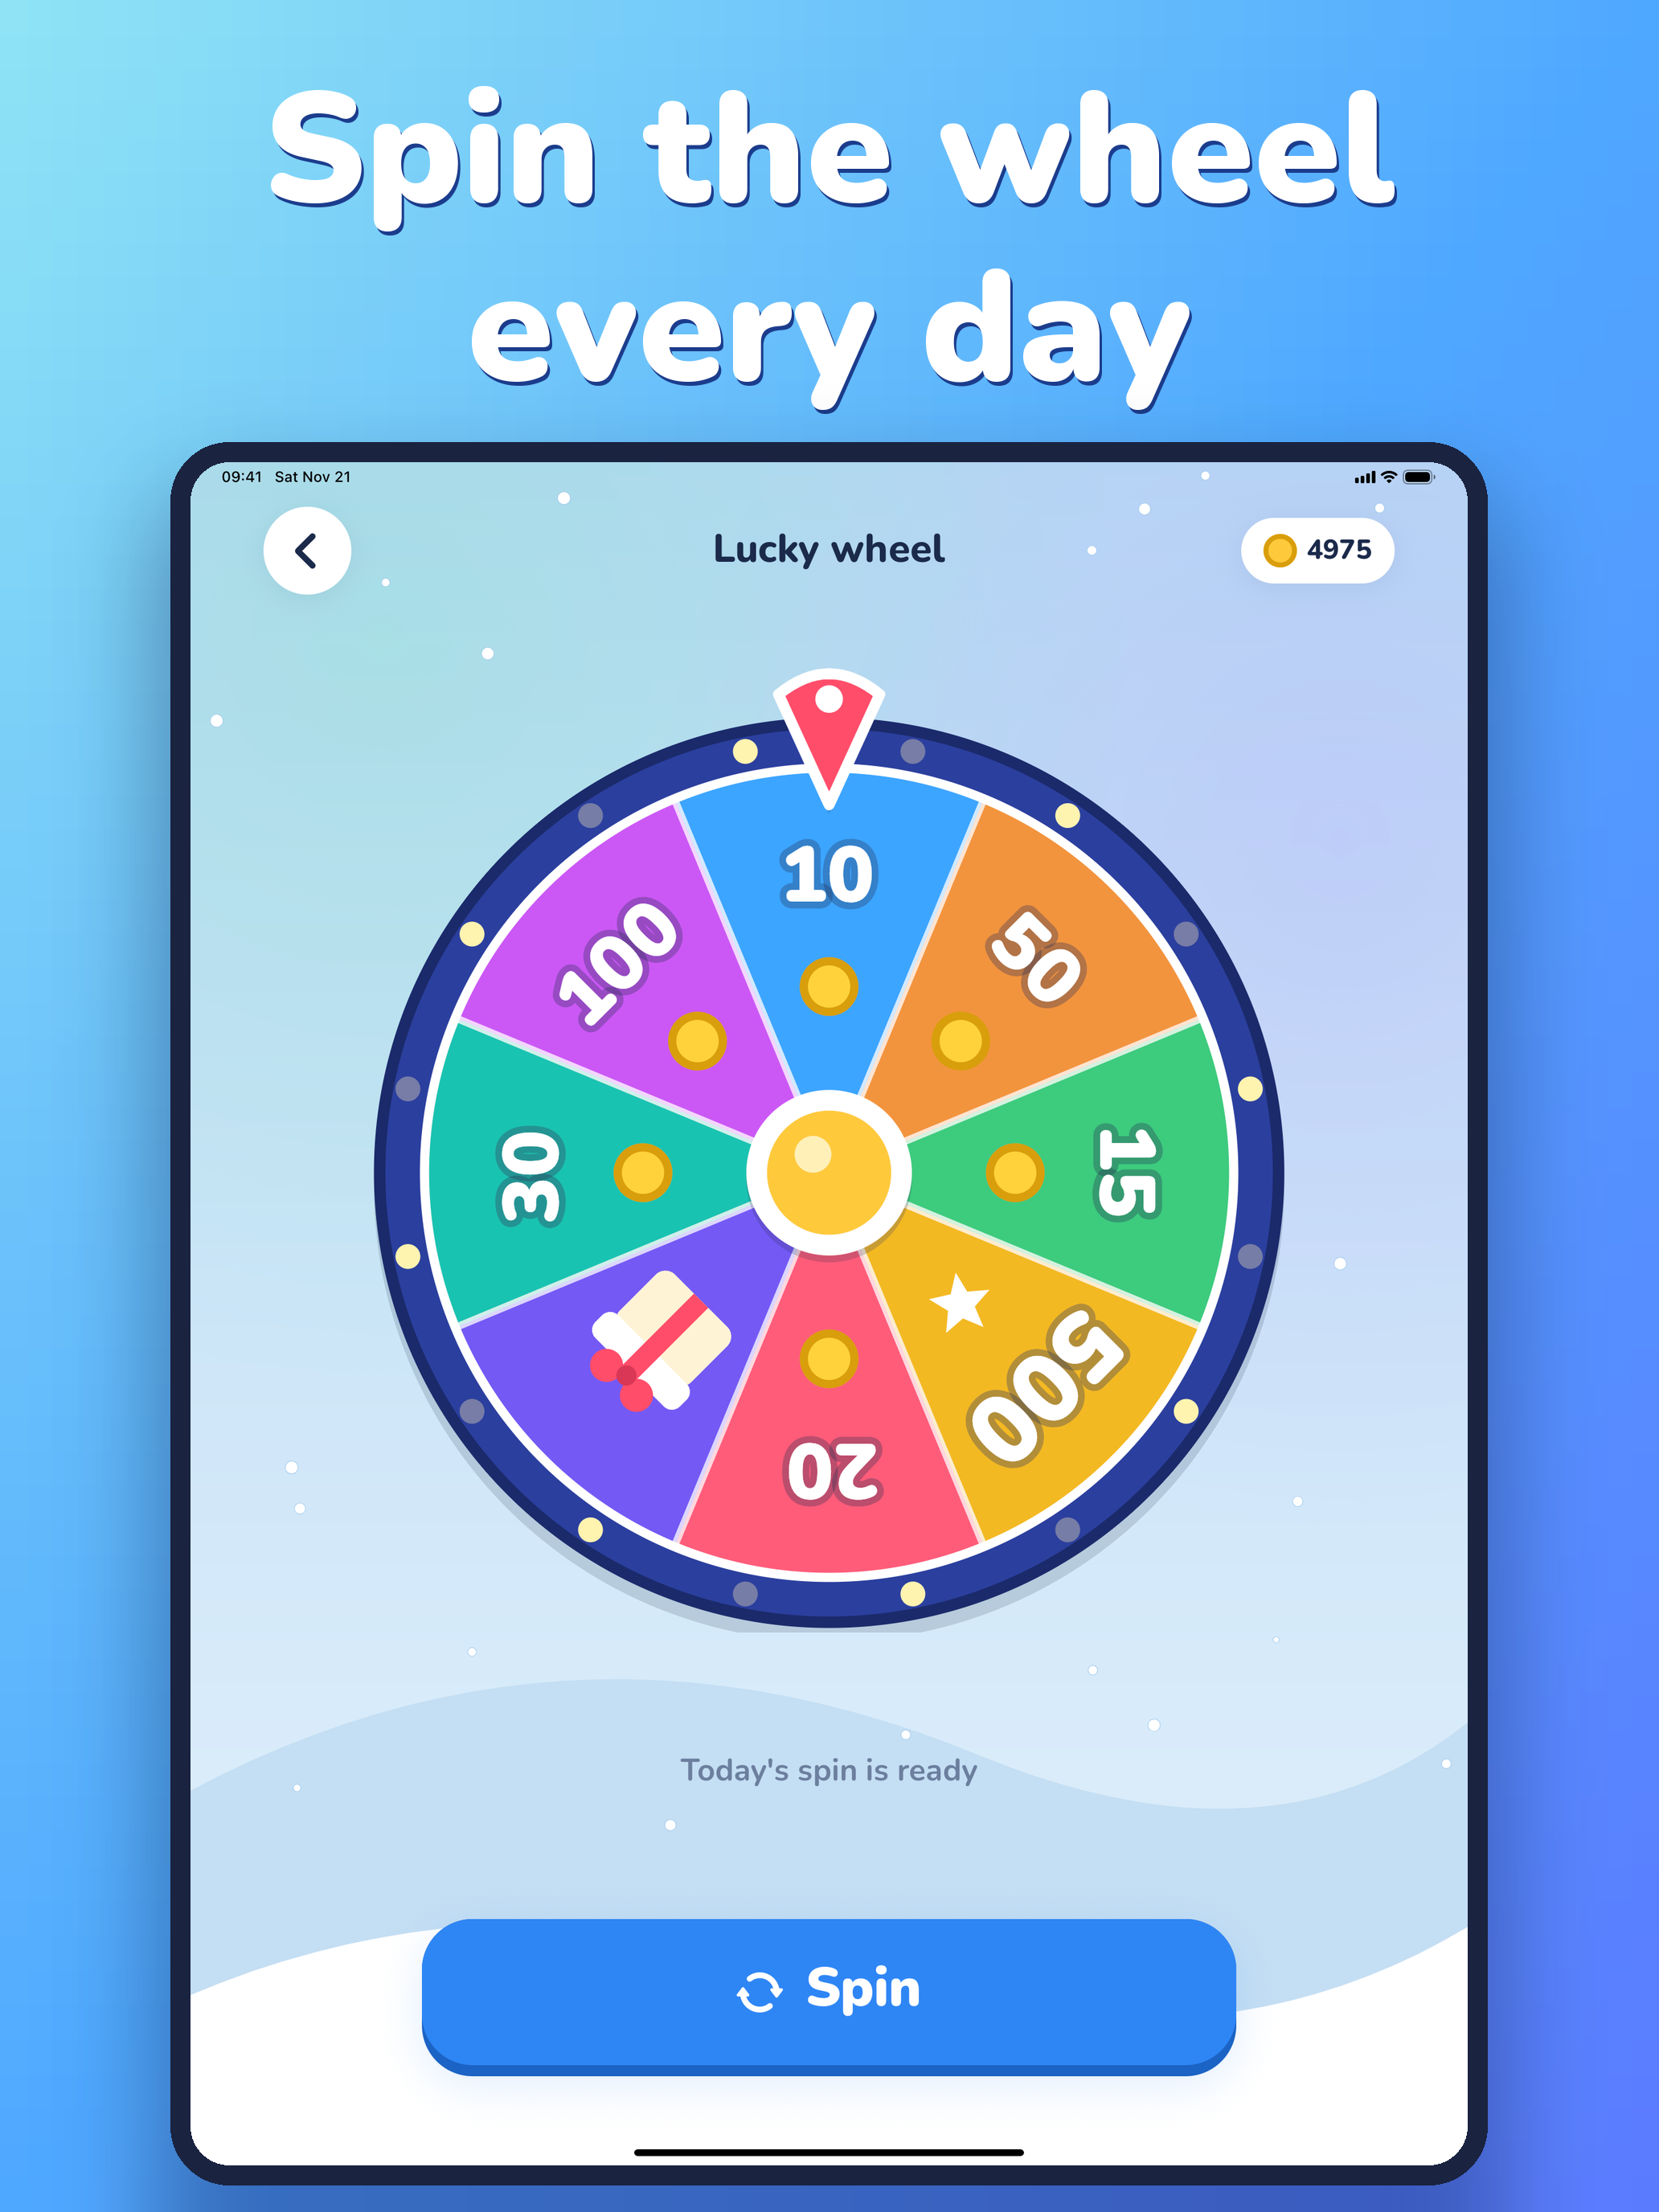 Spin the wheel
every day
09:41 Sat Nov 21
Lucky wheel
4975
10
50
15
500
20
30
100
Today's spin is ready
Spin